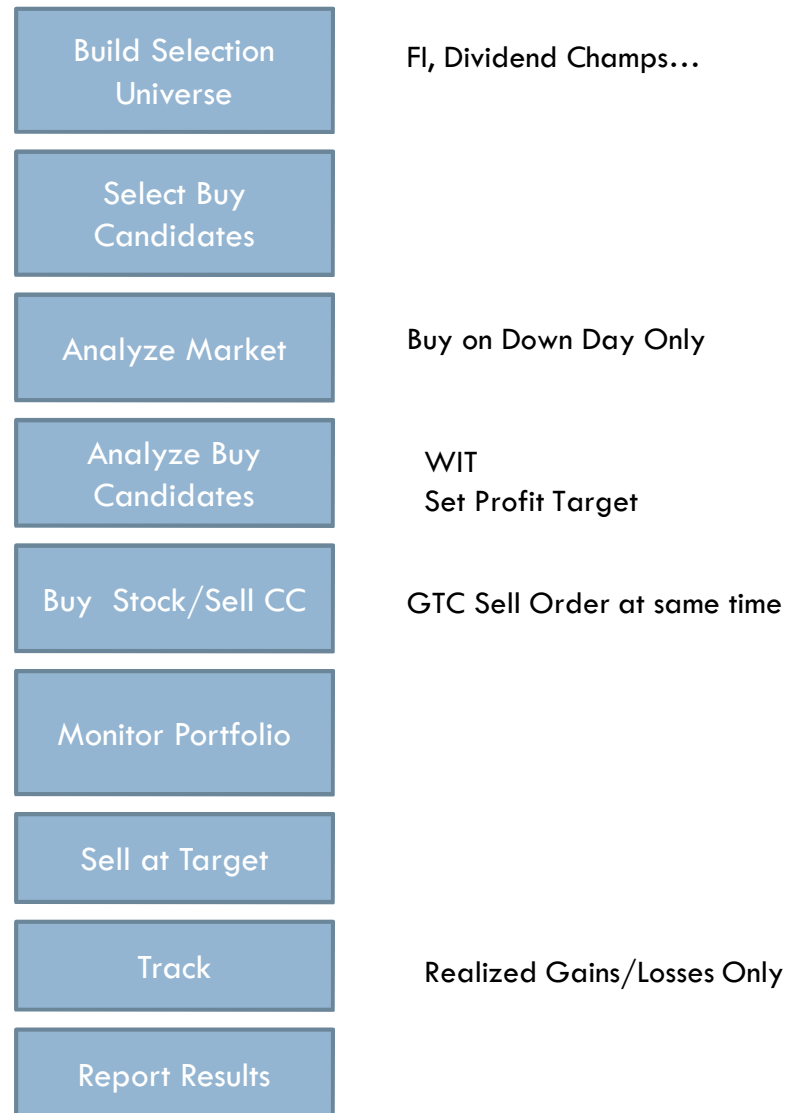 Build Selection
Universe
FI, Dividend Champs…
Select Buy
Candidates
Analyze Market
Buy on Down Day Only
Analyze Buy
Candidates
WIT
Set Profit Target
Buy  Stock/Sell CC
GTC Sell Order at same time
Monitor Portfolio
Sell at Target
Track
Realized Gains/Losses Only
Report Results